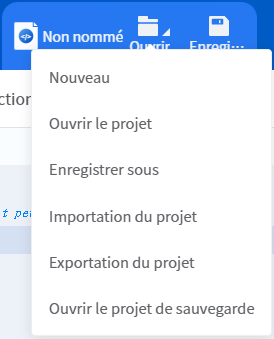 Non nommé
Ouvrir
Enregi...
ction
Nouveau
Ouvrir le projet
Enregistrer sous
Importation du projet
t pe
Exportation du projet
Ouvrir le projet de sauvegarde